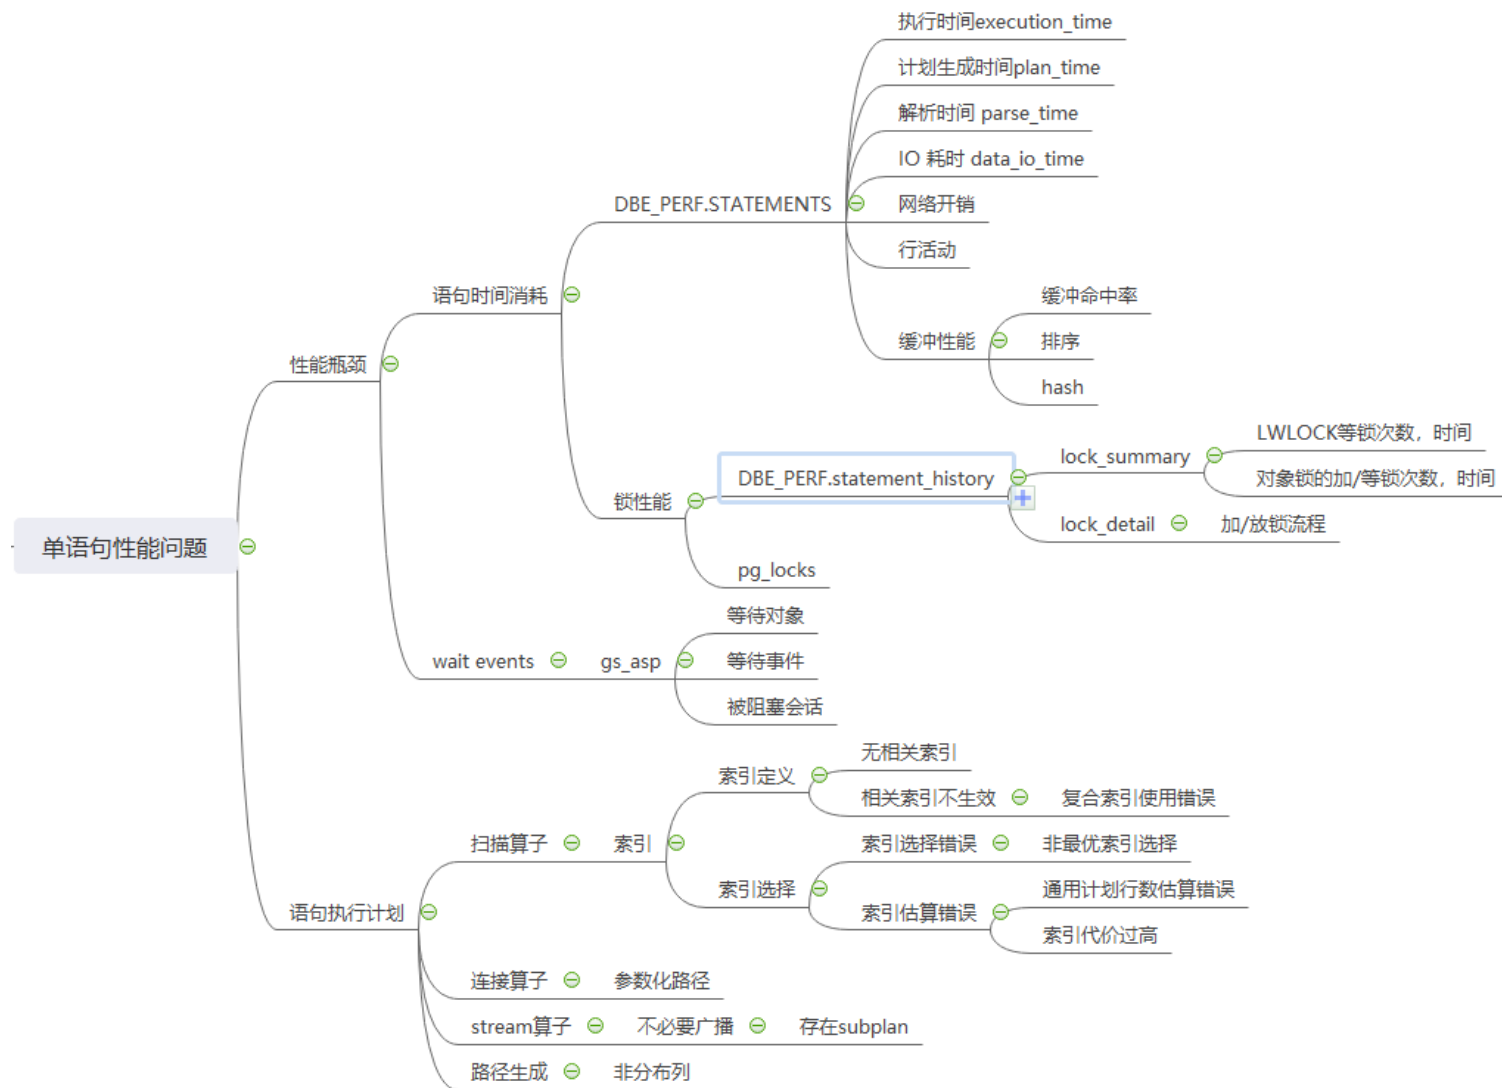 执行时间execution_time
计划生成时间plan_time
解析时间 parse_time
IO 耗时 data_io_time
DBE_PERF.STATEMENTS
网络开销
行活动
语句时间消耗
缓冲命中率
缓冲性能
排序
性能瓶颈
hash
LWLOCK等锁次数，时间
lock_summary
DBE_PERF.statement_history
对象锁的加/等锁次数，时间
锁性能
lock_detail
加/放锁流程
单语句性能问题
pg_locks
等待对象
wait events
gs_asp
等待事件
被阻塞会话
无相关索引
索引定义
相关索引不生效
复合索引使用错误
扫描算子
索引
索引选择错误
非最优索引选择
索引选择
通用计划行数估算错误
语句执行计划
索引估算错误
索引代价过高
连接算子
参数化路径
stream算子
不必要广播
存在subplan
路径生成
非分布列